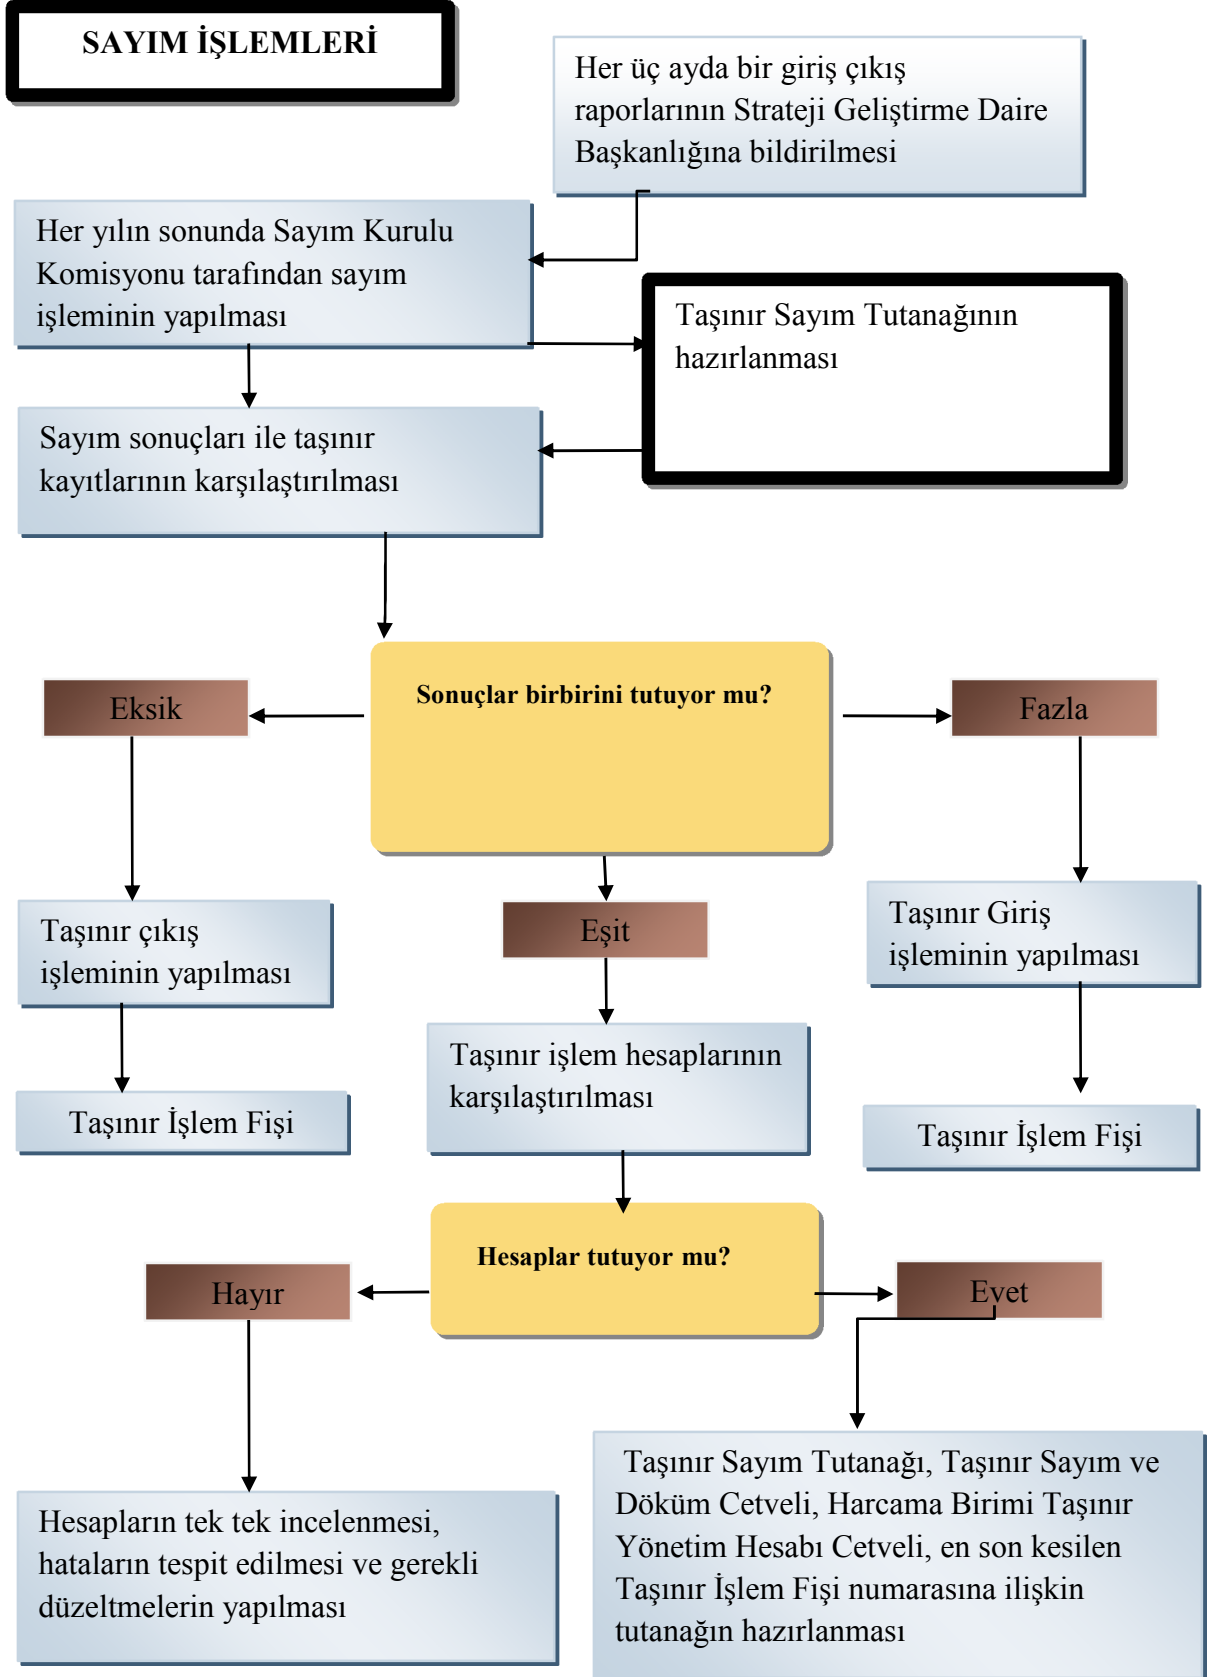 SAYIM İŞLEMLERİ
Her üç ayda bir giriş çıkış
raporlarının Strateji Geliştirme Daire
Başkanlığına bildirilmesi
Her yılın sonunda Sayım Kurulu
Komisyonu tarafından sayım
işleminin yapılması
Taşınır Sayım Tutanağının
hazırlanması
Sayım sonuçları ile taşınır
kayıtlarının karşılaştırılması
Sonuçlar birbirini tutuyor mu?
Eksik
Fazla
Taşınır çıkış
işleminin yapılması
Eşit
Taşınır Giriş
işleminin yapılması
Taşınır İşlem Fişi
Taşınır işlem hesaplarının
karşılaştırılması
Taşınır İşlem Fişi
Hesaplar tutuyor mu?
Hayır
Evet
Hesapların tek tek incelenmesi,
hataların tespit edilmesi ve gerekli
düzeltmelerin yapılması
Taşınır Sayım Tutanağı, Taşınır Sayım ve
Döküm Cetveli, Harcama Birimi Taşınır
Yönetim Hesabı Cetveli, en son kesilen
Taşınır İşlem Fişi numarasına ilişkin
tutanağın hazırlanması